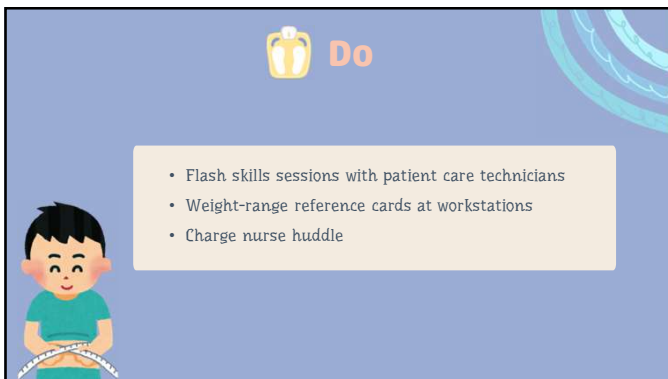 Do
• Flash skills sessions with patient care technicians
• Weight-range reference cards at workstations
• Charge nurse huddle